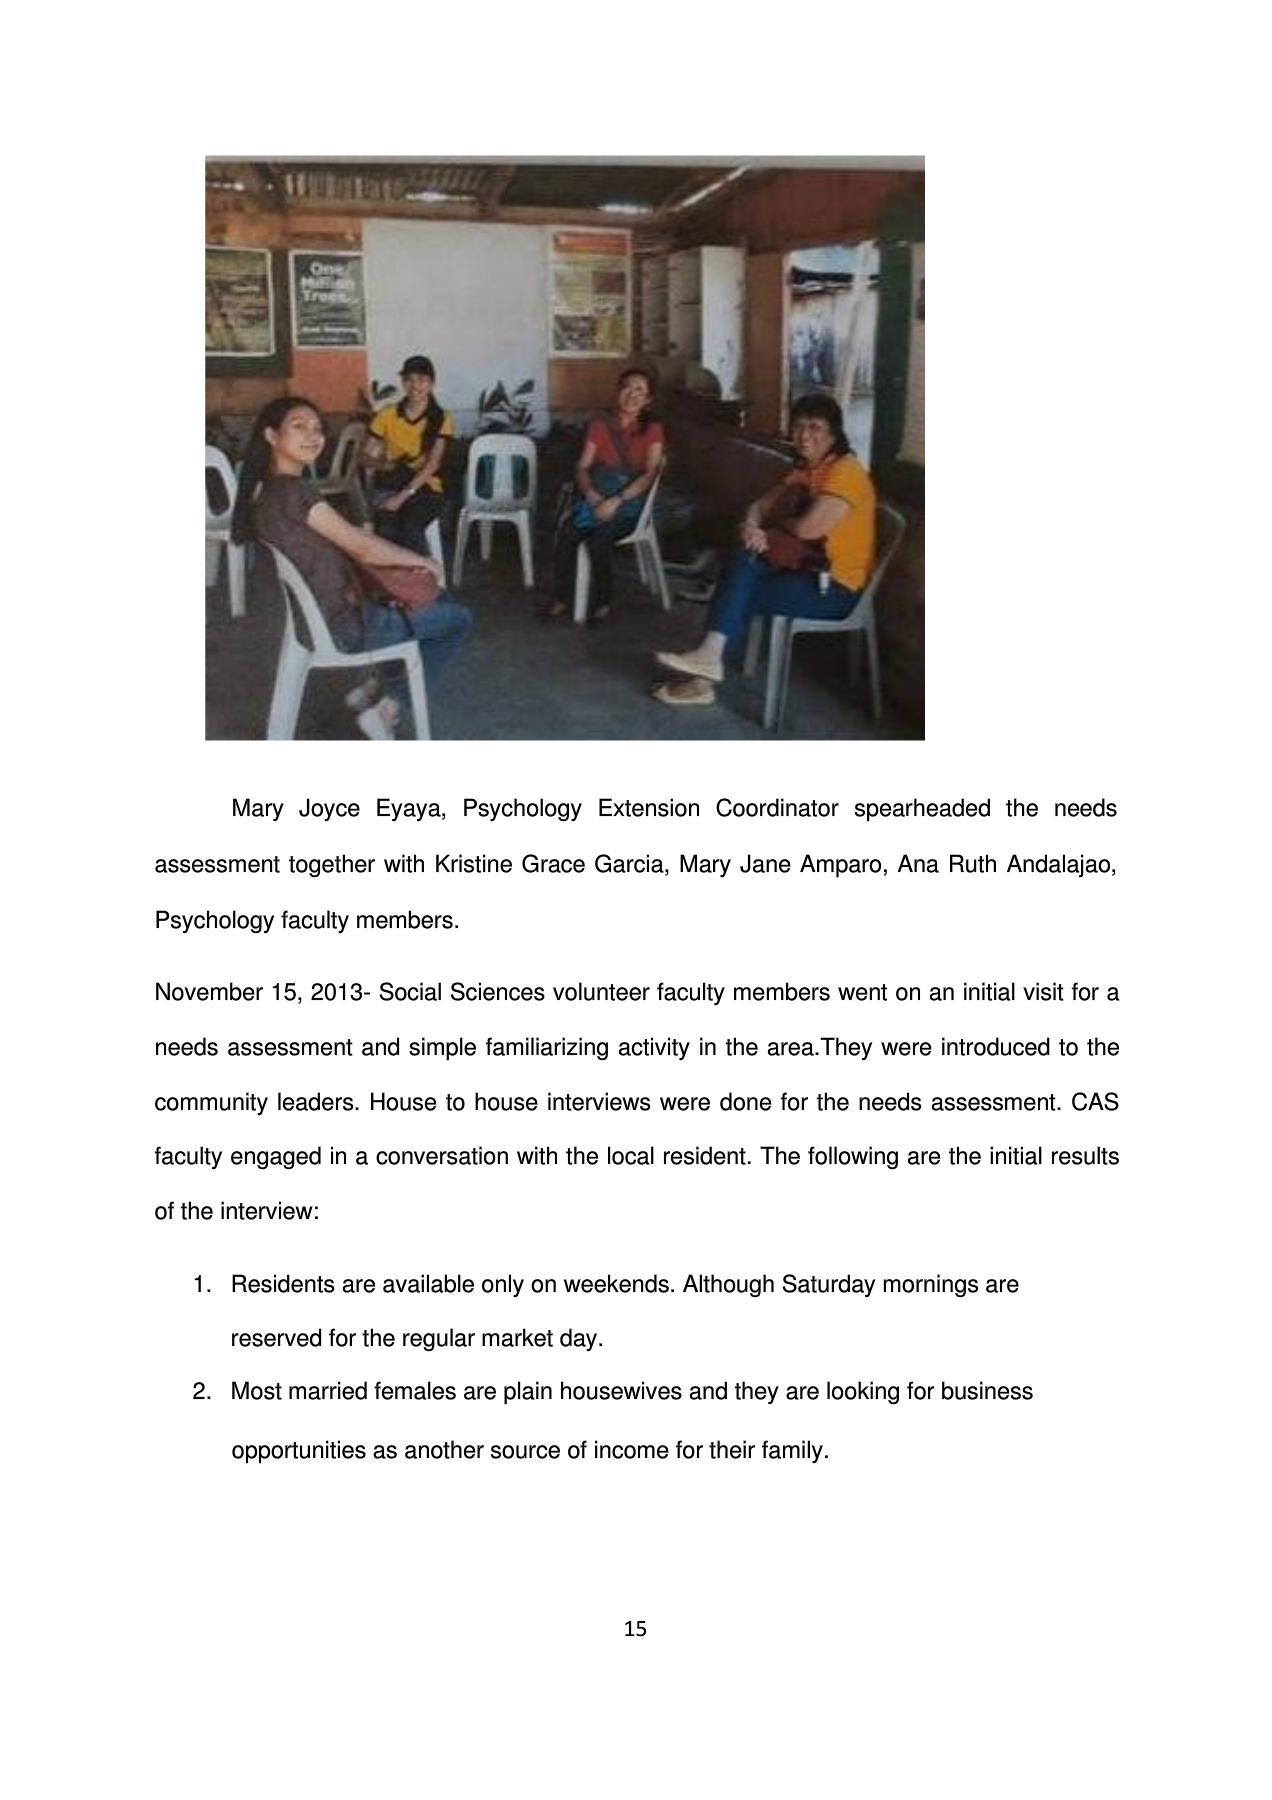 One
Million
Trees
Mary Joyce Eyaya, Psychology Extension Coordinator spearheaded the needs
assessment together with Kristine Grace Garcia, Mary Jane Amparo, Ana Ruth Andalajao,
Psychology faculty members.
November 15, 2013- Social Sciences volunteer faculty members went on an initial visit for a
needs assessment and simple familiarizing activity in the area.They were introduced to the
community leaders. House to house interviews were done for the needs assessment. CAS
faculty engaged in a conversation with the local resident. The following are the initial results
of the interview:
1. Residents are available only on weekends. Although Saturday mornings are
reserved for the regular market day.
2. Most married females are plain housewives and they are looking for business
opportunities as another source of income for their family.
15